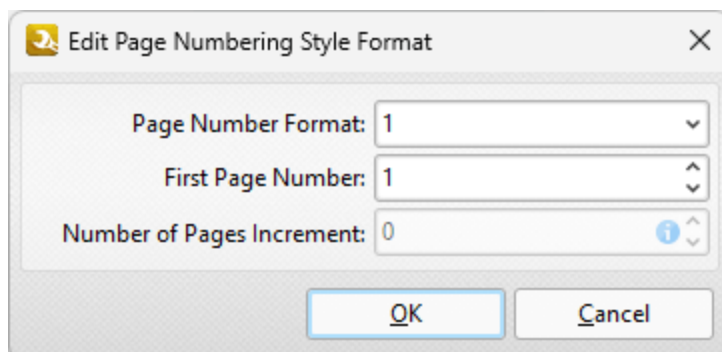 Edit Page Numbering Style Format
Page Number Format: 1
First Page Number: 1
Number of Pages Increment: 0
OK Cancel